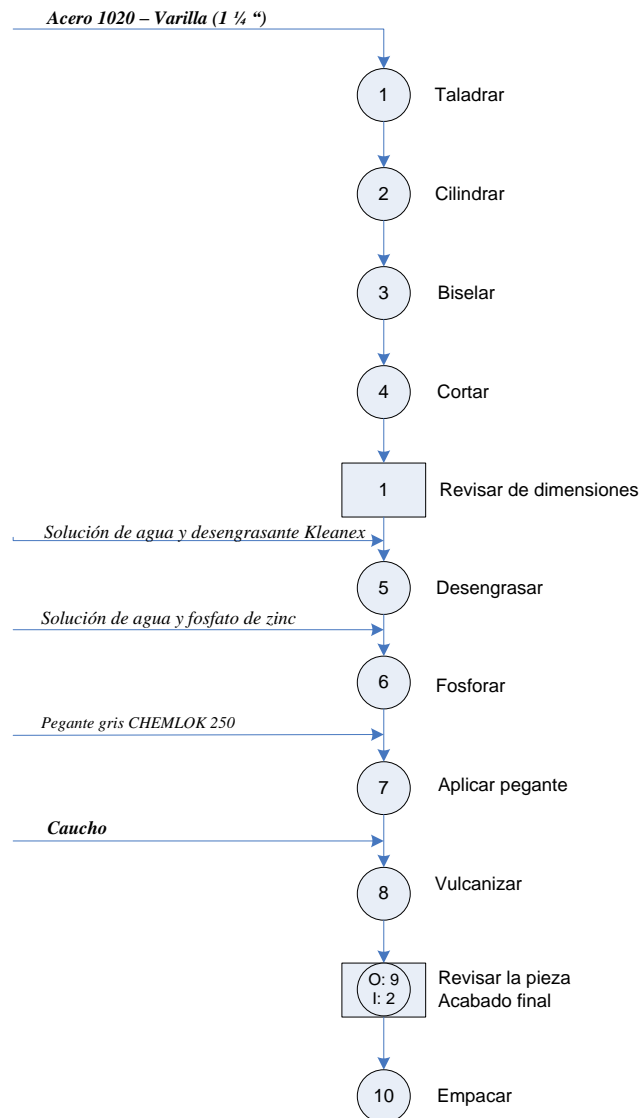 Acero 1020 – Varilla (1 ¼ “)
1
Taladrar
2
Cilindrar
3
Biselar
4
Cortar
1
Revisar de dimensiones
Solución de agua y desengrasante Kleanex
5
Desengrasar
Solución de agua y fosfato de zinc
6
Fosforar
Pegante gris CHEMLOK 250
7
Aplicar pegante
Caucho
8
Vulcanizar
O: 9
I: 2
Revisar la pieza
Acabado final
10
Empacar